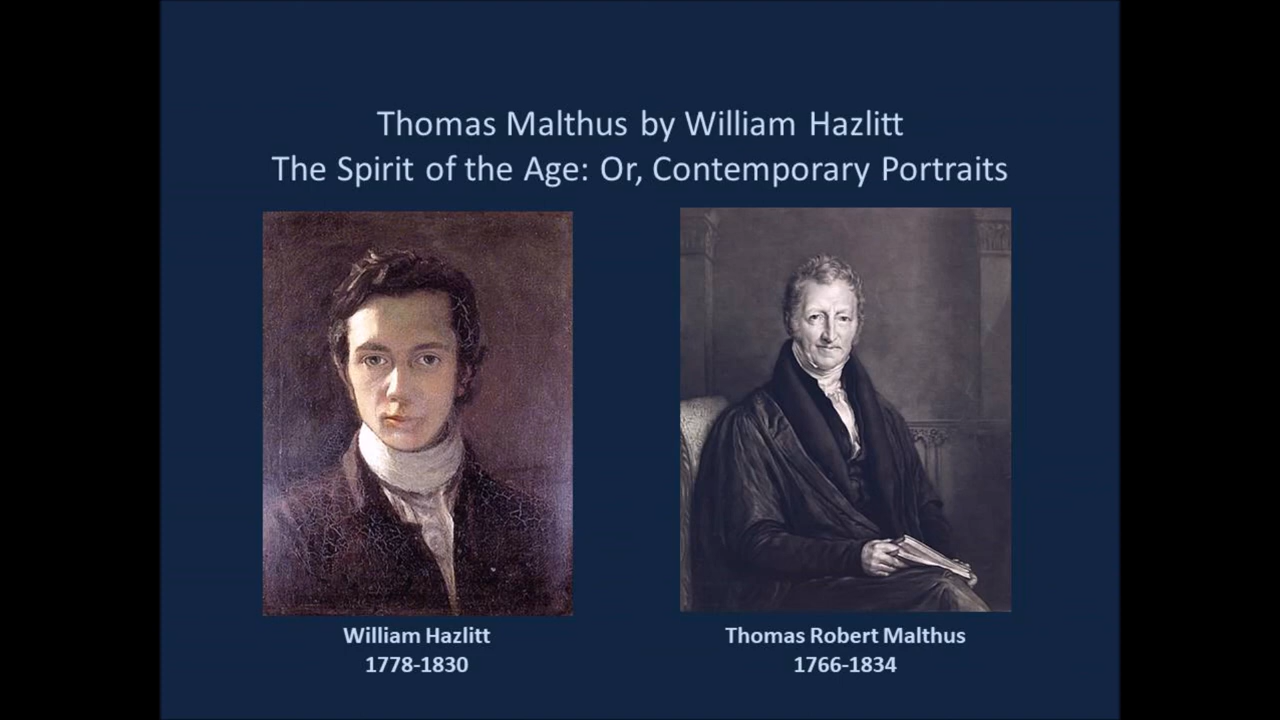 Thomas Malthus by William Hazlitt
The Spirit of the Age: Or, Contemporary Portraits
William Hazlitt
1778-1830
Thomas Robert Malthus
1766-1834